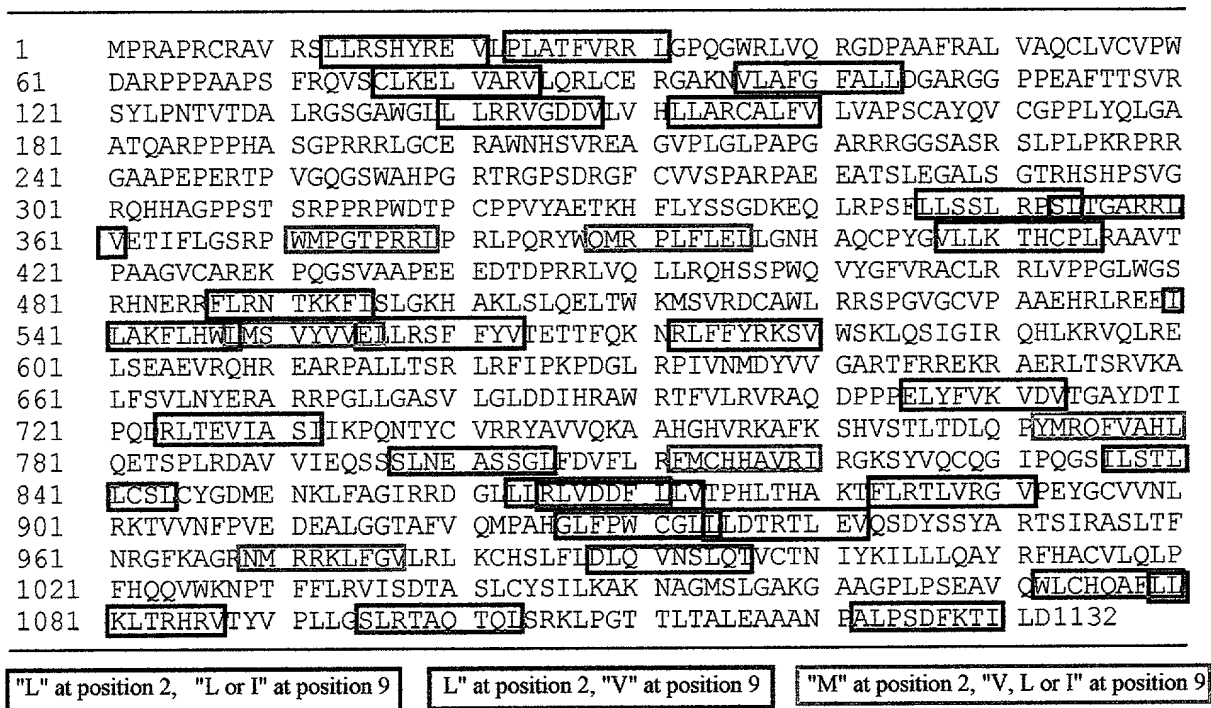 1 MPRAPRCRAV RSLLRSHYREV LPLATFVRRL GPQGWRLVQ RGDPAAFRAL VAQCLVCVPW
61 DARPPPAAPS FRQVSCLKEL VARVLQRLCE RGAKNVLAFG FALLDGARGG PPEAFTTSVR
121 SYLPNTVTDA LRGSGAWGLL LRRVGDDVLV HLLARCALFV LVAPSCAYQV CGPPLYQLGA
181 ATQARPPPHA SGPRRRLGCE RAWNHSVREA GVPLGLPAPG ARRRGGSASR SLPLPKRPRR
241 GAAPEPERTP VGQGSWAHPG RTRGPSDRGF CVVSPARPAE EATSLEGALS GTRHSHPSVG
301 RQHHAGPPST SRPPRPWDTP CPPVYAETKH FLYSSGDKEQ LRPSFLLSSL RPSLTGARRL
361 VETIFLGSRP WMPGTPRRLP RLPQRYWQMR PLFLELLGNH AQCPYGVLLK THCPLRAAVT
421 PAAGVCAREK PQGSVAAPEE EDTDPRRLVQ LLRQHSSPWQ VYGFVRACLR RLVPPGLWGS
481 RHNERRFLRN TKKFISLGKH AKLSLQELTW KMSVRDCAWL RRSPGVGCVP AAEHRLREEI
541 LAKFLHWLMS VYVVELLRSF FYVTETTFQKN RLFFYRKSV WSKLQSIGIR QHLKRVQLRE
601 LSEAEVRQHR EARPALLTSR LRFIPKPDGL RPIVNMDYVV GARTFRREKR AERLTSRVKA
661 LFSVLNYERA RRPGLLGASV LGLDDIHRAW RTFVLRVRAQ DPPPELYFVK VDVTGAYDTI
721 PQDRLTEVIA SIIKPQNTYC VRRYAVVQKA AHGHVRKAFK SHVSTLTDLQ PYMRQFVAHL
781 QETSPLRDAV VIEQSSSLNE ASSGLFDVFL RFMCHHAVRI RGKSYVQCQG IPQGSILSTL
841 LCSLCYGDME NKLFAGIRRD GLLLRLVDDF ILVTPHLTHA KTFLRTLVRG VPEYGCVVNL
901 RKTVVNFPVE DEALGGTAFV QMPAHGLFPW CGLLLDTRTL EVQSDYSSYA RTSIRASLTF
961 NRGFKAGRNM RRKLFGVLRL KCHSLFLDLQ VNSLQTVCTN IYKILLLQAY RFHACVLQLP
1021 FHQQVWKNPT FFLRVISDTA SLCYSILKAK NAGMSLGAKG AAGPLPSEAV QWLCHQAFLL
1081 KLTRHRVTYV PLLGSLRTAQ TQLSRKLPGT TLTALEAAAN PALPSDFKTI LD1132
"L" at position 2, "L or I" at position 9 L" at position 2, "V" at position 9 "M" at position 2, "V, L or I" at position 9